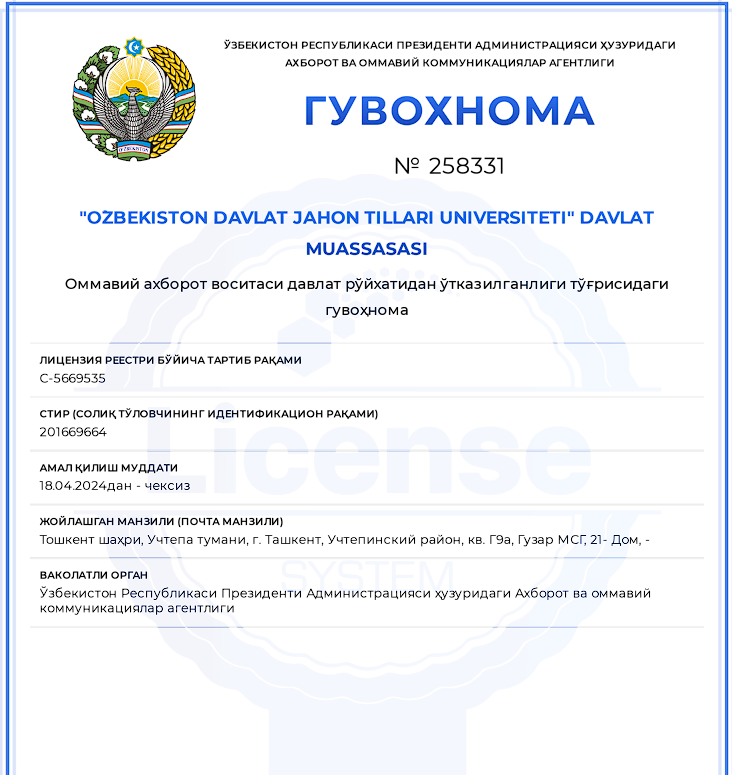 ЎЗБЕКИСТОН РЕСПУБЛИКАСИ ПРЕЗИДЕНТИ АДМИНИСТРАЦИЯСИ ҲУЗУРИДАГИ
АХБОРОТ ВА ОММАВИЙ КОММУНИКАЦИЯЛАР АГЕНТЛИГИ
ГУВОХНОМА
№ 258331
O'ZBEKISTON
"OʻZBEKISTON DAVLAT JAHON TILLARI UNIVERSITETI" DAVLAT
MUASSASASI
Оммавий ахборот воситаси давлат рўйхатидан ўтказилганлиги тўғрисидаги
гувоҳнома
ЛИЦЕНЗИЯ РЕЕСТРИ БЎЙИЧА ТАРТИБ РАҚАМИ
C-5669535
СТИР (СОЛИҚ ТЎЛОВЧИНИНГ ИДЕНТИФИКАЦИОН РАҚАМИ)
201669664
АМАЛ ҚИЛИШ МУДДАТИ
18.04.2024дан - чексиз
License
ЖОЙЛАШГАН МАНЗИЛИ (ПОЧТА МАНЗИЛИ)
Тошкент шаҳри, Учтепа тумани, г. Ташкент, Учтепинский район, кв. Г9а, Гузар МСГ, 21- Дом, -
SYSTEM
ВАКОЛАТЛИ ОРГАН
Ўзбекистон Республикаси Президенти Администрацияси ҳузуридаги Ахборот ва оммавий
коммуникациялар агентлиги